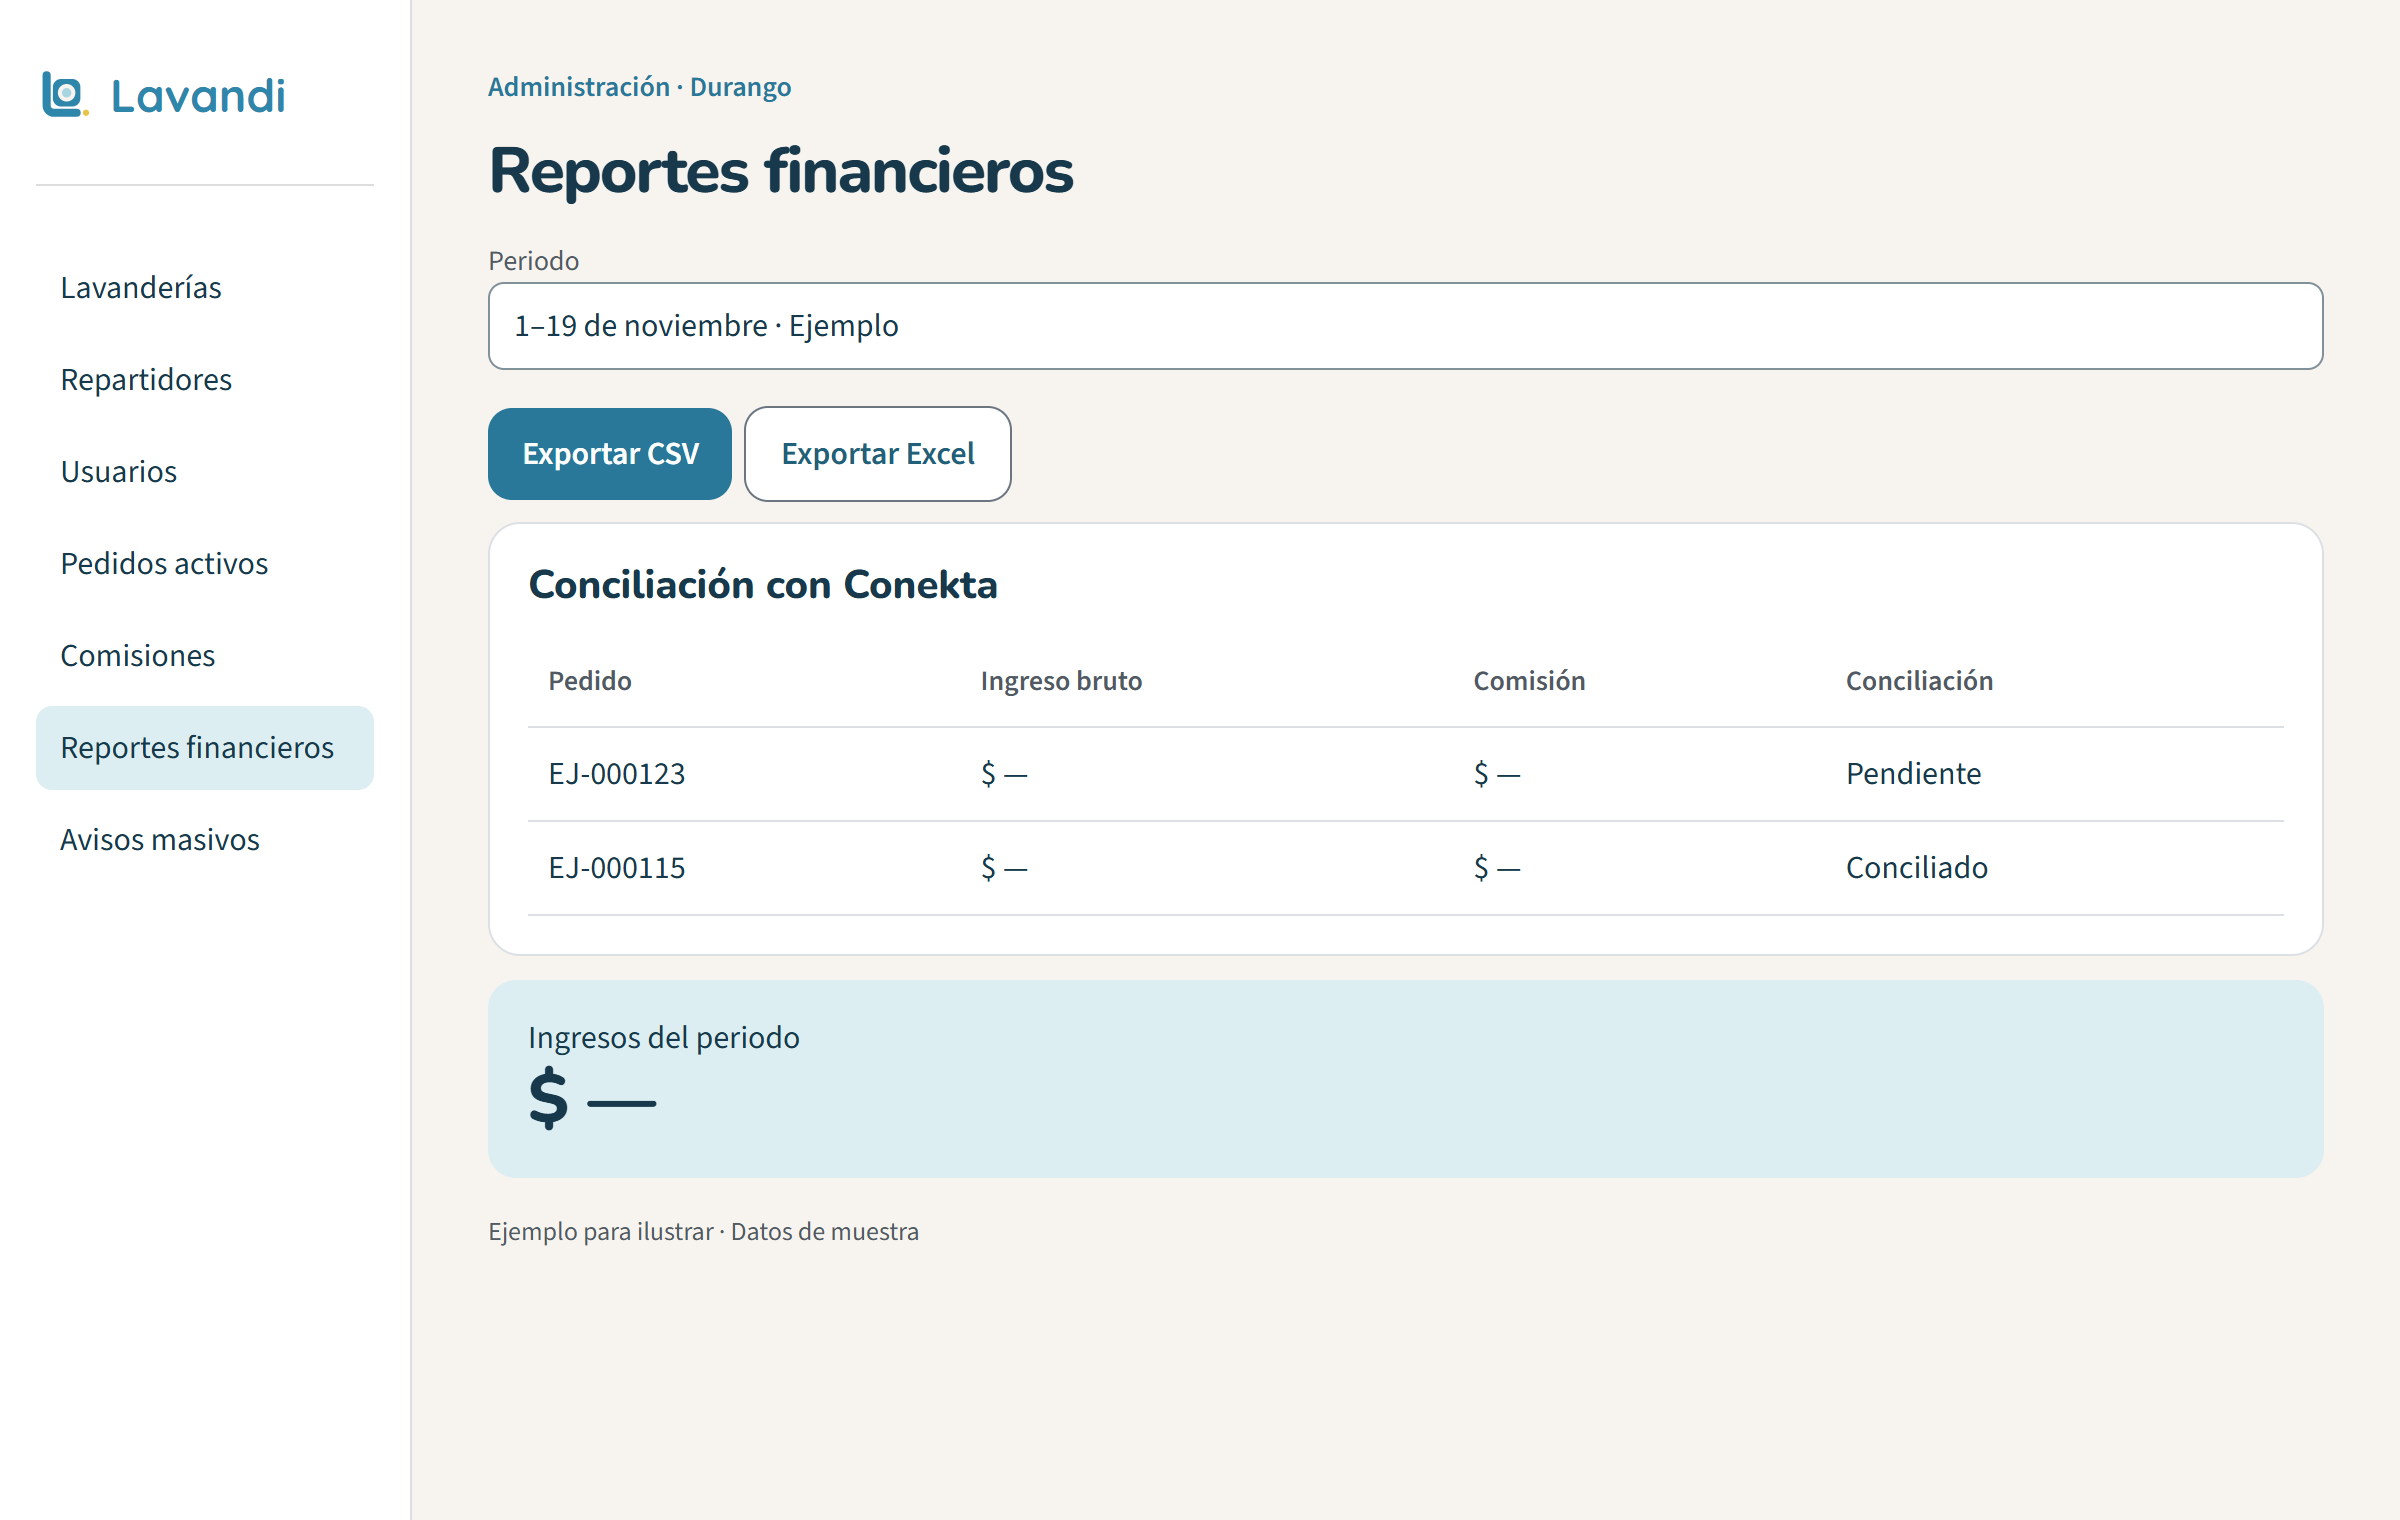 Lavandi
Lavanderías
Repartidores
Usuarios
Pedidos activos
Comisiones
Reportes financieros
Avisos masivos
Administración · Durango
Reportes financieros
Periodo
1–19 de noviembre · Ejemplo
Exportar CSV Exportar Excel
Conciliación con Conekta
Pedido Ingreso bruto Comisión Conciliación
EJ-000123 $ — $ — Pendiente
EJ-000115 $ — $ — Conciliado
Ingresos del periodo
$ —
Ejemplo para ilustrar · Datos de muestra